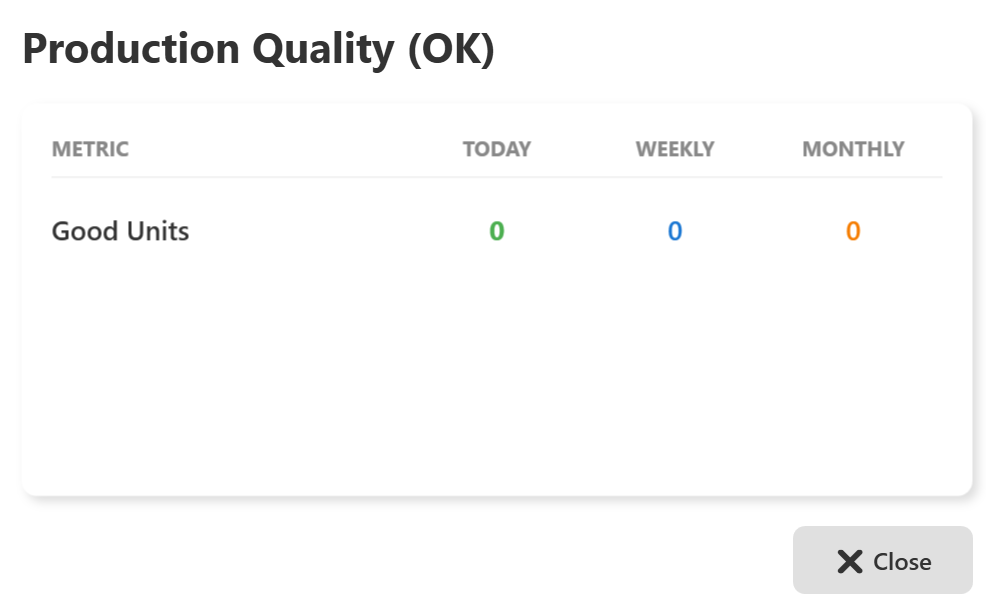 Production Quality (OK)
METRIC TODAY WEEKLY MONTHLY
Good Units 0 0 0
Close